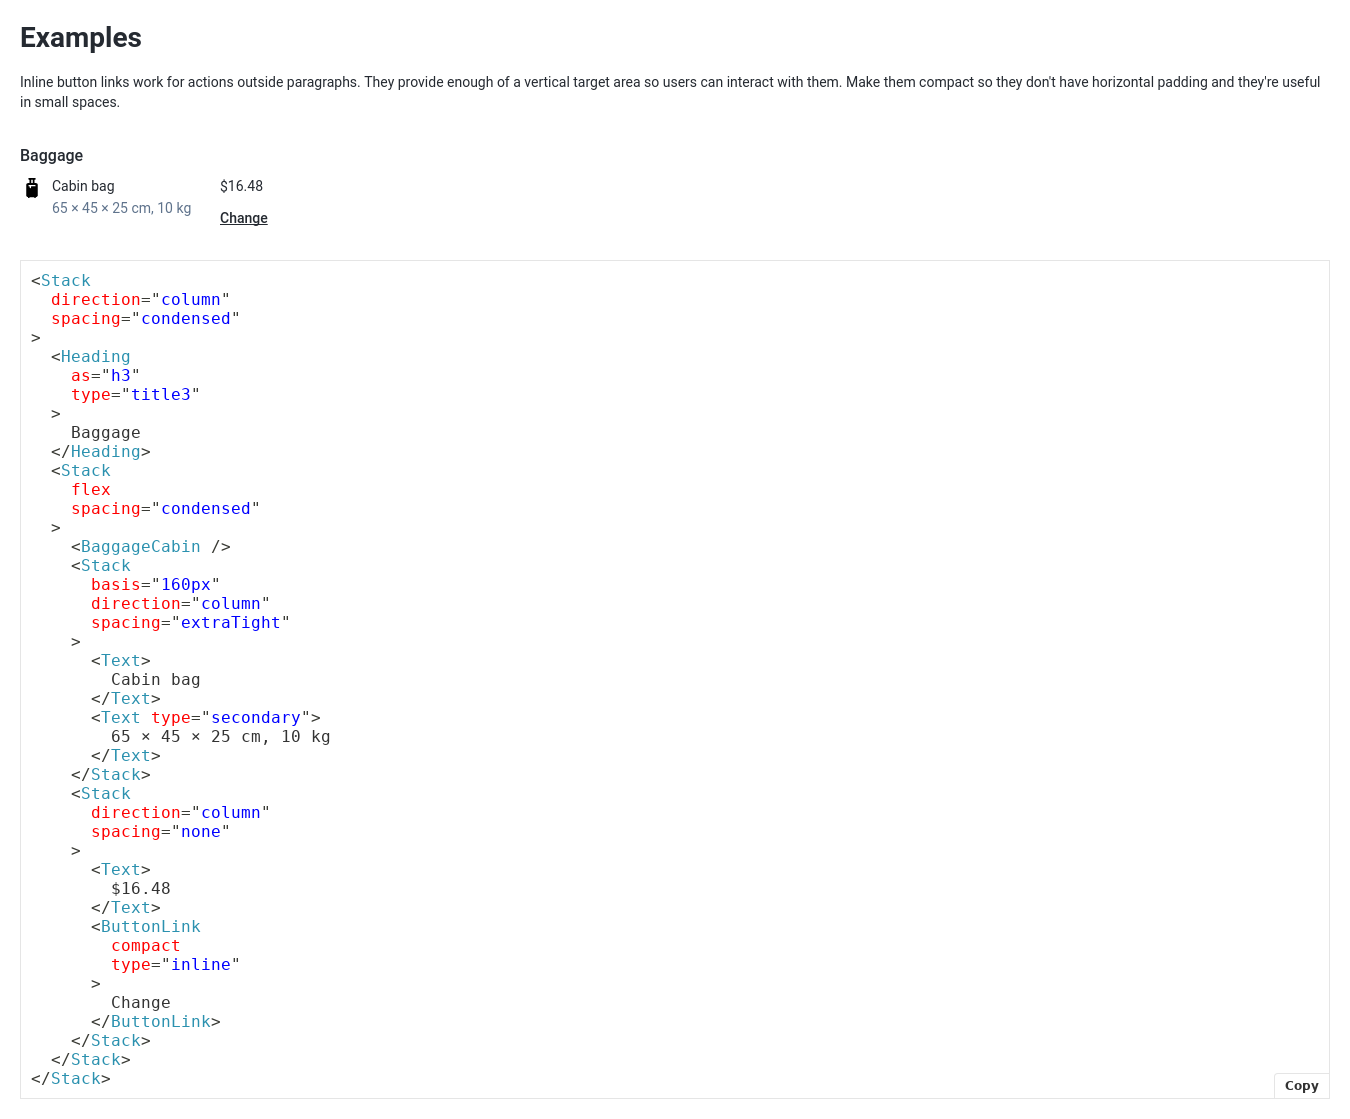 Examples
Inline button links work for actions outside paragraphs. They provide enough of a vertical target area so users can interact with them. Make them compact so they don't have horizontal padding and they're useful
in small spaces.
Baggage
Cabin bag
65 × 45 × 25 cm, 10 kg
$16.48
Change
<Stack
  direction="column"
  spacing="condensed"
>
  <Heading
    as="h3"
    type="title3"
  >
    Baggage
  </Heading>
  <Stack
    flex
    spacing="condensed"
  >
    <BaggageCabin />
    <Stack
      basis="160px"
      direction="column"
      spacing="extraTight"
    >
      <Text>
        Cabin bag
      </Text>
      <Text type="secondary">
        65 × 45 × 25 cm, 10 kg
      </Text>
    </Stack>
    <Stack
      direction="column"
      spacing="none"
    >
      <Text>
        $16.48
      </Text>
      <ButtonLink
        compact
        type="inline"
      >
        Change
      </ButtonLink>
    </Stack>
  </Stack>
</Stack>
Copy